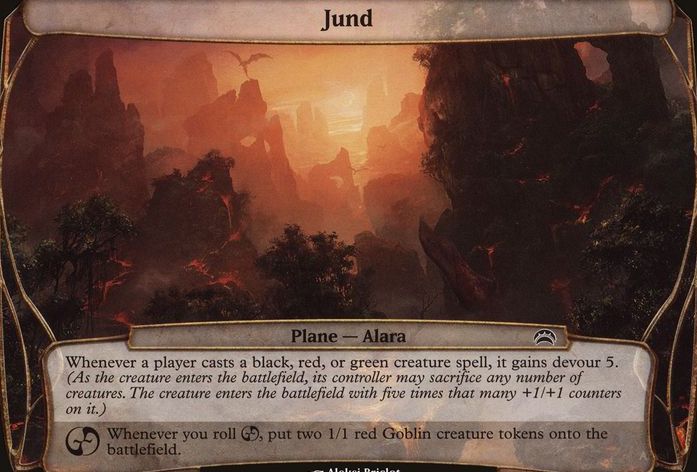 Jund
Plane — Alara
Whenever a player casts a black, red, or green creature spell, it gains devour 5.
(As the creature enters the battlefield, its controller may sacrifice any number of
creatures. The creature enters the battlefield with five times that many +1/+1 counters
on it.)
Whenever you roll , put two 1/1 red Goblin creature tokens onto the
battlefield.
Aleksi Briclot